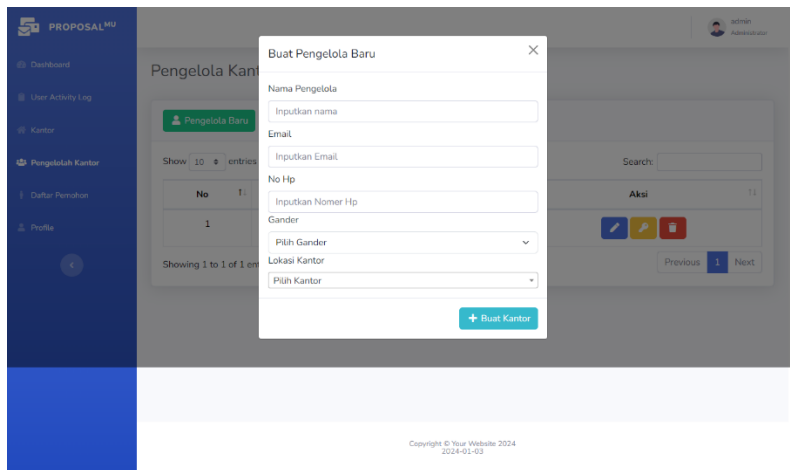 PROPOSALMU
admin
Administrator
Dashboard
User Activity Log
Kantor
Pengelolah Kantor
Daftar Pemohon
Profile
Pengelola Kant
Pengelola Baru
Show 10 entries
Search:
No
Aksi
1
Showing 1 to 1 of 1 ent
Previous 1 Next
Buat Pengelola Baru
Nama Pengelola
Inputkan nama
Email
Inputkan Email
No Hp
Inputkan Nomer Hp
Gander
Pilih Gander
Lokasi Kantor
Pilih Kantor
+ Buat Kantor
Copyright © Your Website 2024
2024-01-03